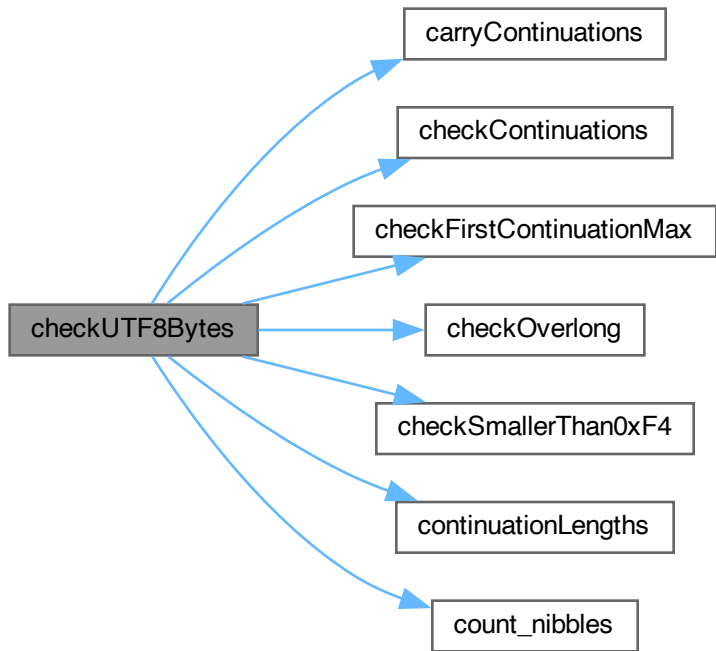 carryContinuations
checkContinuations
checkFirstContinuationMax
checkUTF8Bytes
checkOverlong
checkSmallerThan0xF4
continuationLengths
count_nibbles